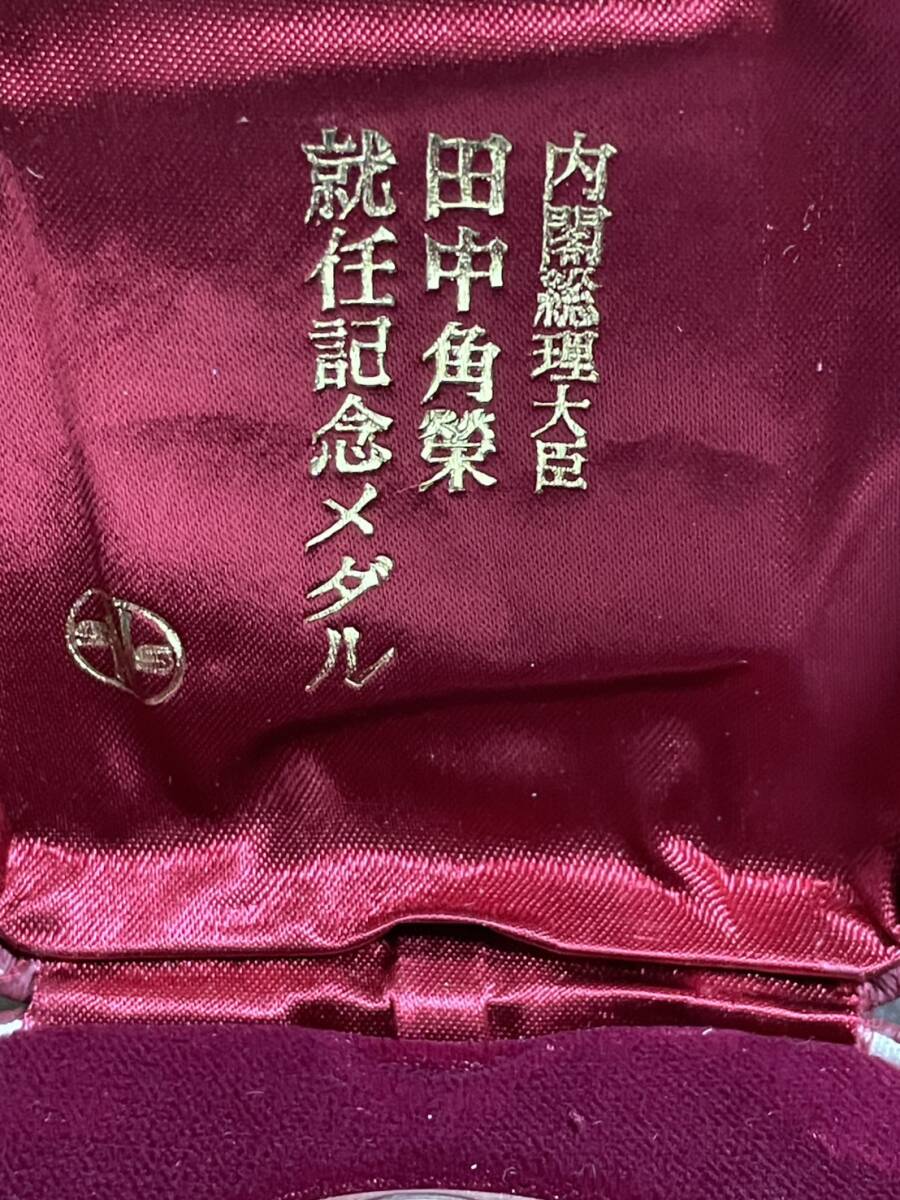 内閣総理大臣
田中角榮
就任記念メダル